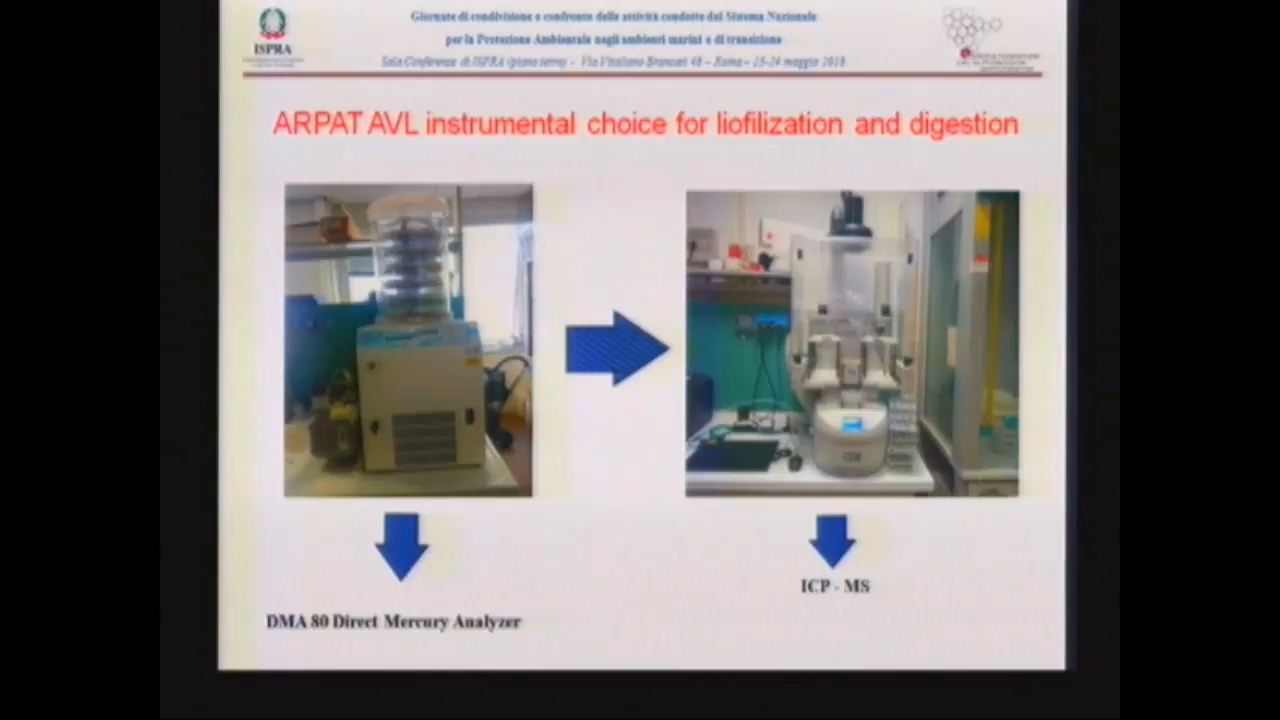 Giornate di condivisione e confronto delle attività condotte dal Sistema Nazionale
per la Protezione Ambientale negli ambienti marini e di transizione
Sala Conferenze di ISPRA (piano terra) - Via Vitaliano Brancati 48 – Roma – 23-24 maggio 2018
ISPRA
ARPAT AVL instrumental choice for liofilization and digestion
ICP - MS
DMA 80 Direct Mercury Analyzer